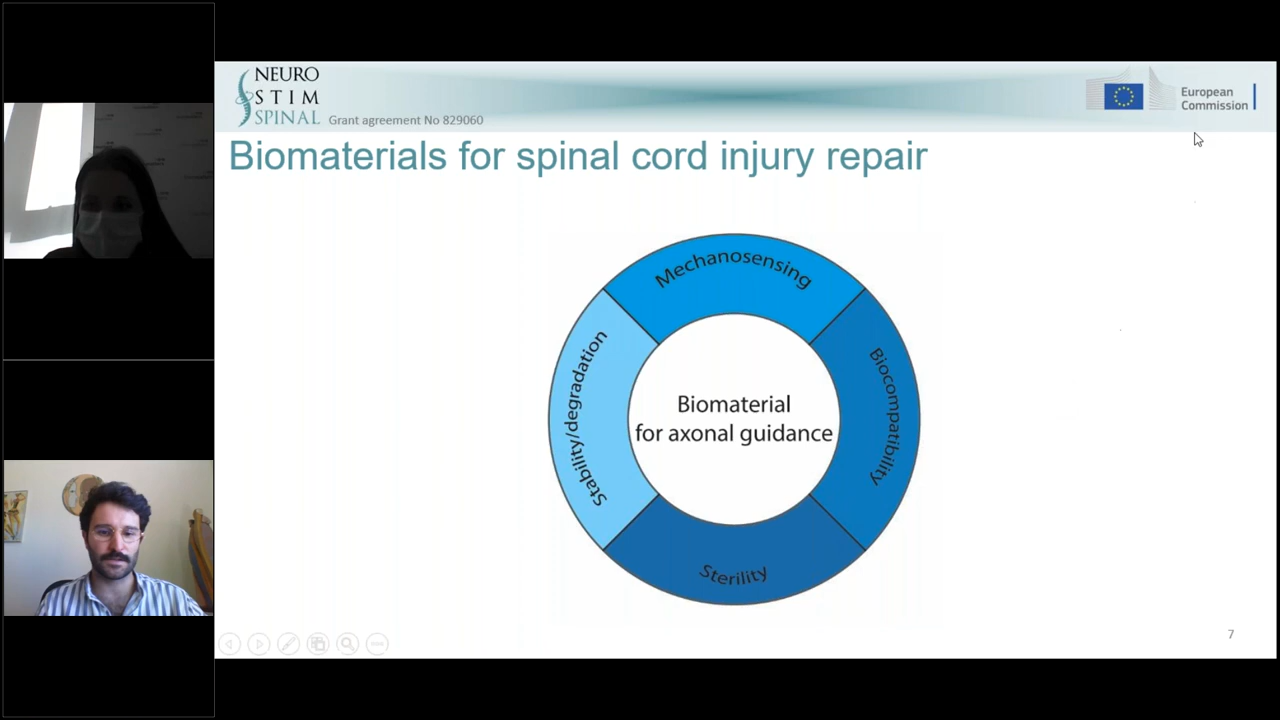 NEURO
STIM
SPINAL
Grant agreement No 829060
European
Commission
Biomaterials for spinal cord injury repair
Mechanosensing
Stability/degradation
Biocompatibility
Biomaterial
for axonal guidance
Sterility
7